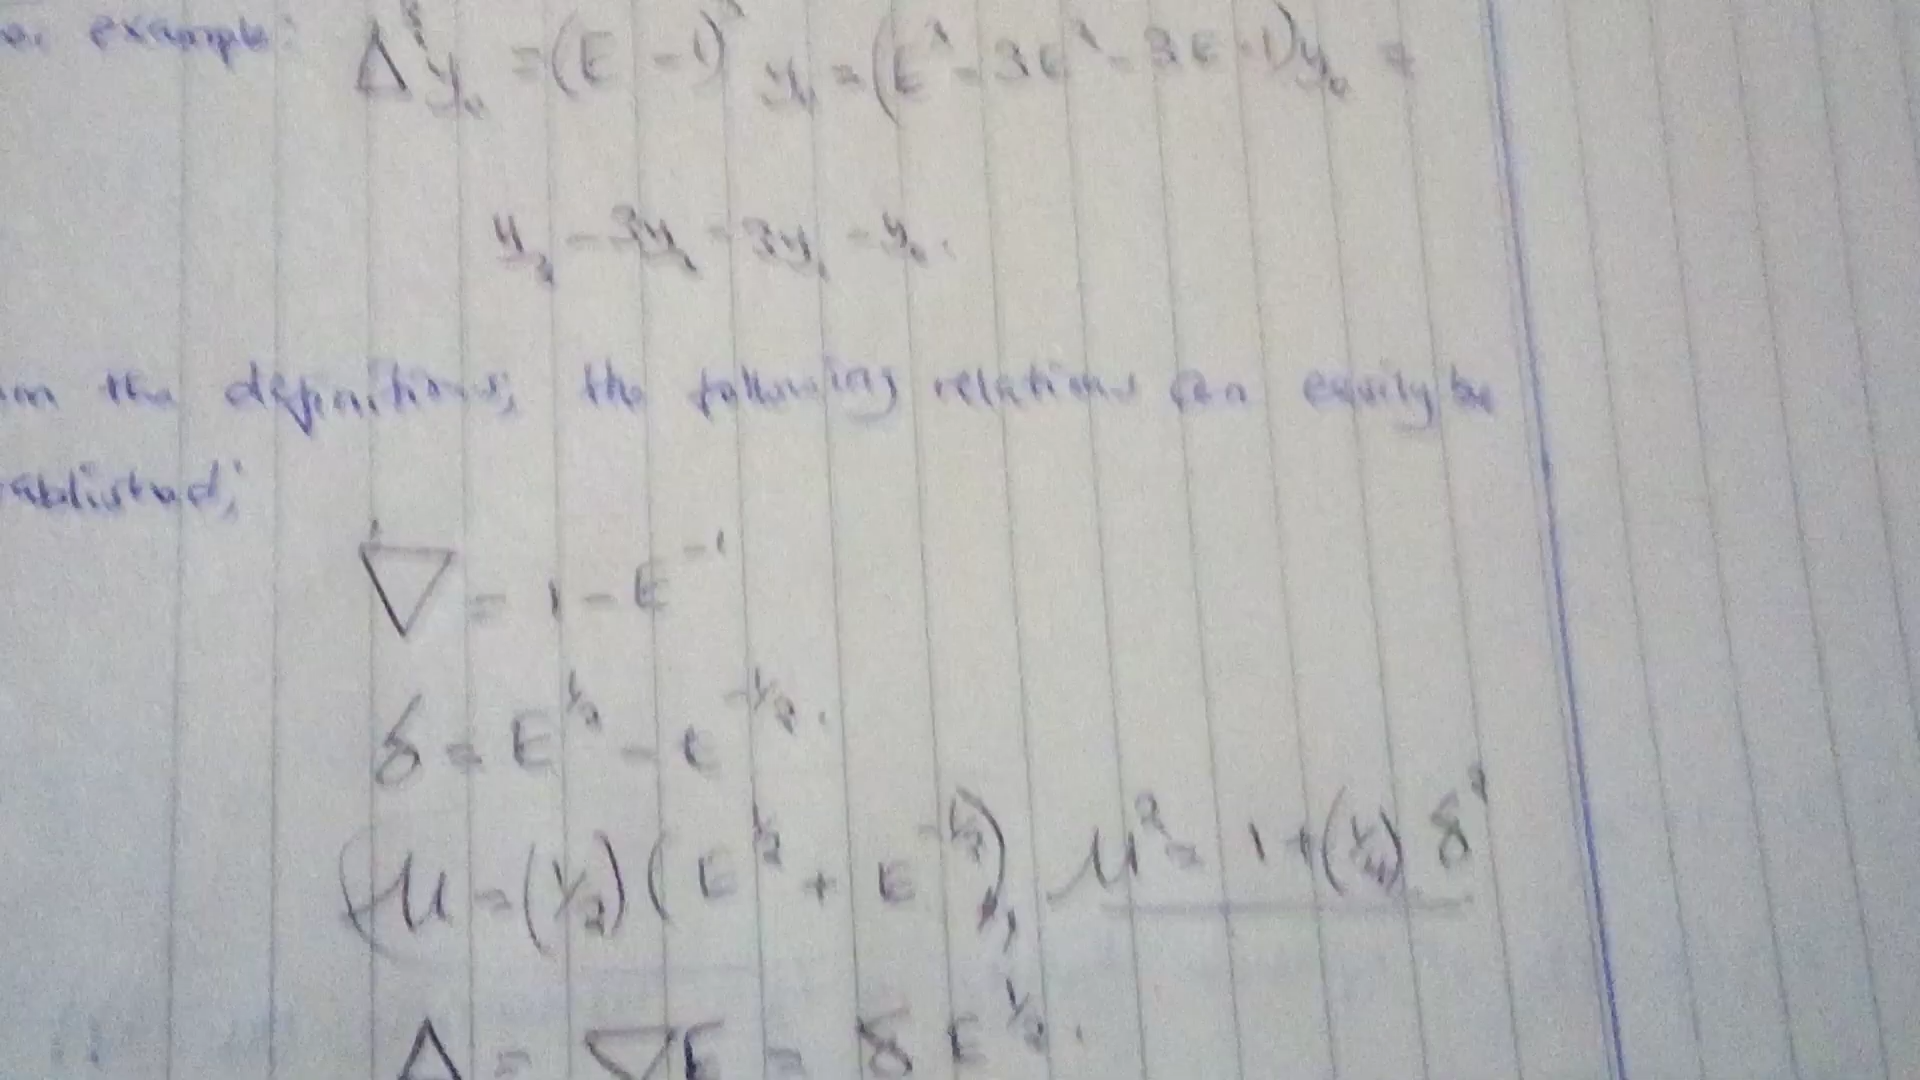 example: Δ³y₀ = (E - 1)³ y₀ = (E³ - 3E² - 3E - 1)y₀ =
y₃ - 3y₂ - 3y₁ - y₀.
the definitions, the following relations can easily be
ablished;
∇ = 1 - E⁻¹
δ = E^½ - E^-½.
μ = (½)(E^½ + E^-½), μ² = 1 + (¼) δ²
Δ = ∇E = δ E^½.